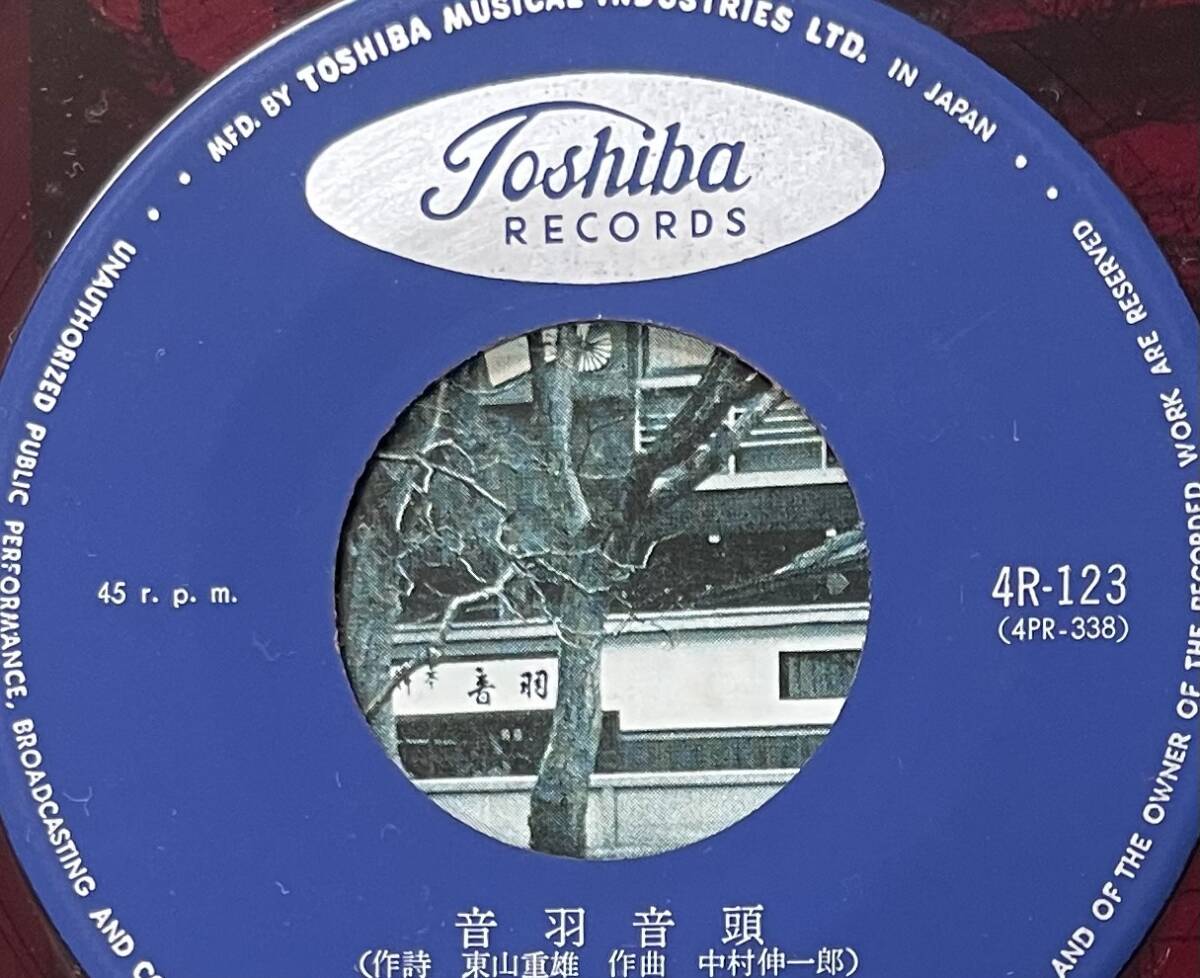 MFD. BY TOSHIBA MUSICAL INDUSTRIES LTD. IN JAPAN
Toshiba
RECORDS
UNAUTHORIZED PUBLIC PERFORMANCE, BROADCASTING AND
AND OF THE OWNER OF THE RECORDED WORK ARE RESERVED
45 r. p. m.
4R-123
(4PR-338)
音羽
音羽音頭
(作詩 東山重雄 作曲 中村伸一郎)